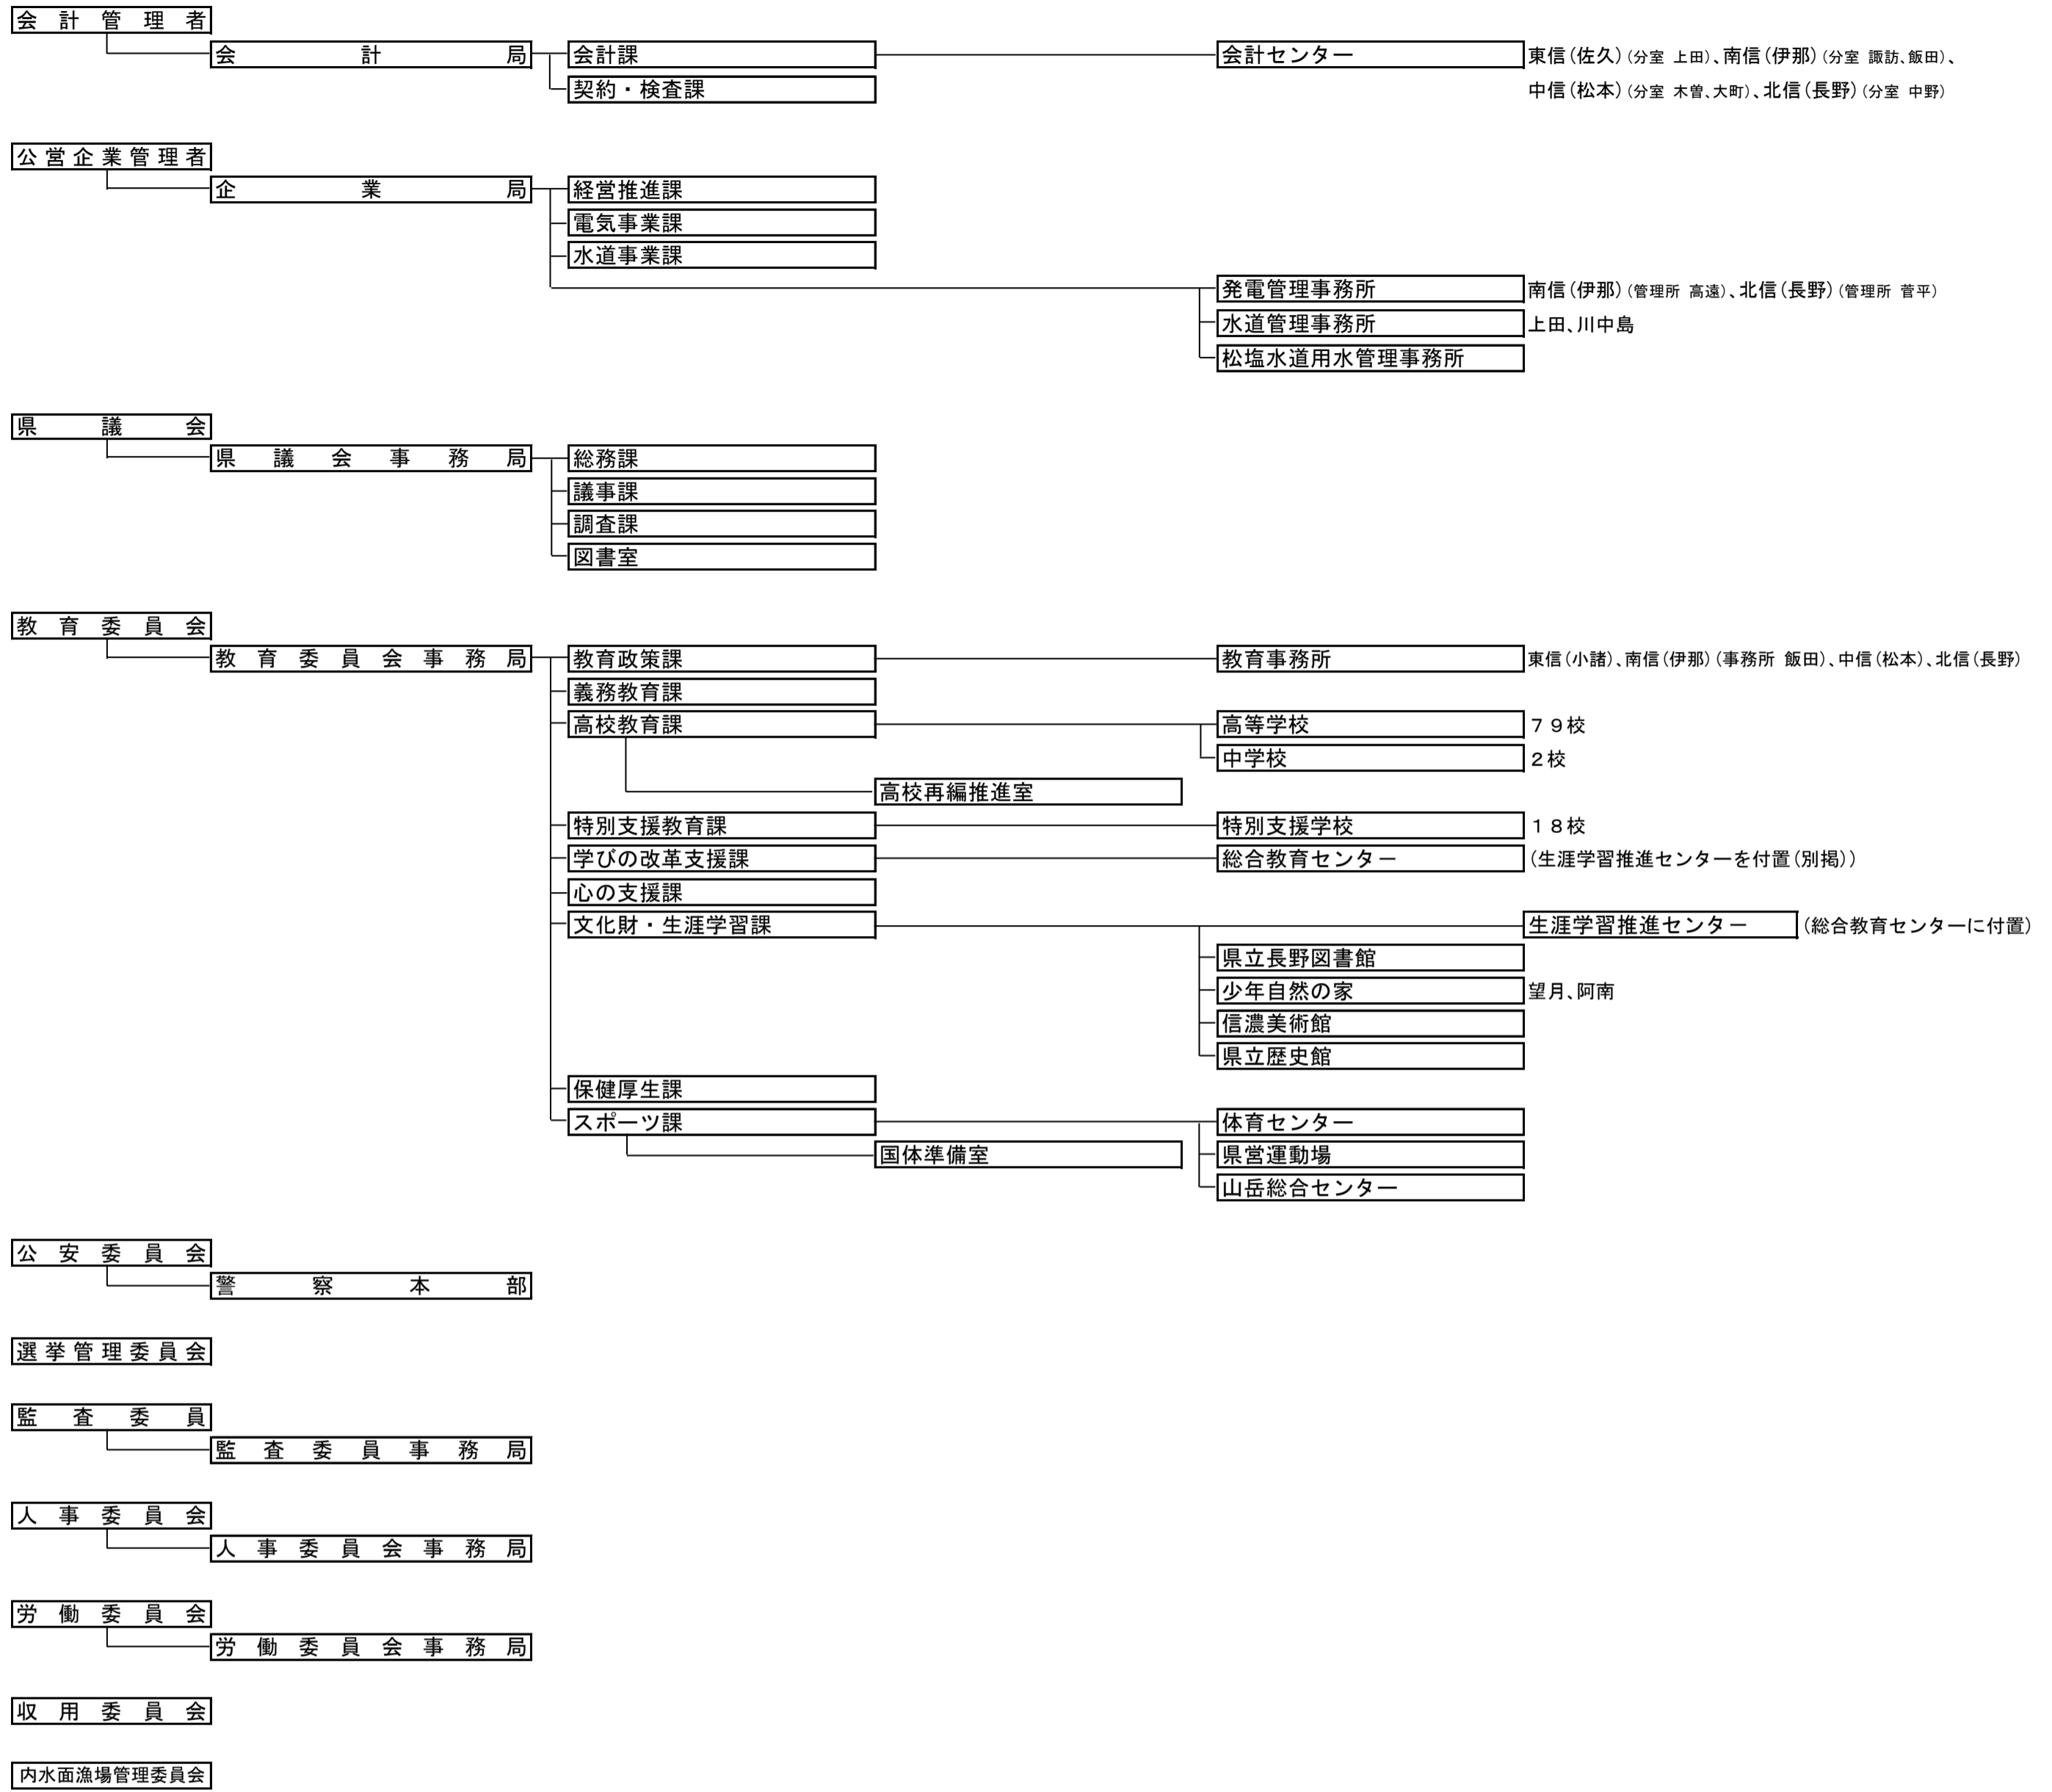 会計管理者
会計局 会計課 会計センター 東信(佐久)(分室 上田)、南信(伊那)(分室 諏訪、飯田)、
契約・検査課 中信(松本)(分室 木曽、大町)、北信(長野)(分室 中野)
公営企業管理者
企業局 経営推進課
電気事業課
水道事業課
発電管理事務所 南信(伊那)(管理所 高遠)、北信(長野)(管理所 菅平)
水道管理事務所 上田、川中島
松塩水道用水管理事務所
県議会
県議会事務局 総務課
議事課
調査課
図書室
教育委員会
教育委員会事務局 教育政策課 教育事務所 東信(小諸)、南信(伊那)(事務所 飯田)、中信(松本)、北信(長野)
義務教育課
高校教育課 高等学校 79校
中学校 2校
高校再編推進室
特別支援教育課 特別支援学校 18校
学びの改革支援課 総合教育センター (生涯学習推進センターを付置(別掲))
心の支援課
文化財・生涯学習課 生涯学習推進センター (総合教育センターに付置)
県立長野図書館
少年自然の家 望月、阿南
信濃美術館
県立歴史館
保健厚生課
スポーツ課 体育センター
国体準備室 県営運動場
山岳総合センター
公安委員会
警察本部
選挙管理委員会
監査委員
監査委員事務局
人事委員会
人事委員会事務局
労働委員会
労働委員会事務局
収用委員会
内水面漁場管理委員会